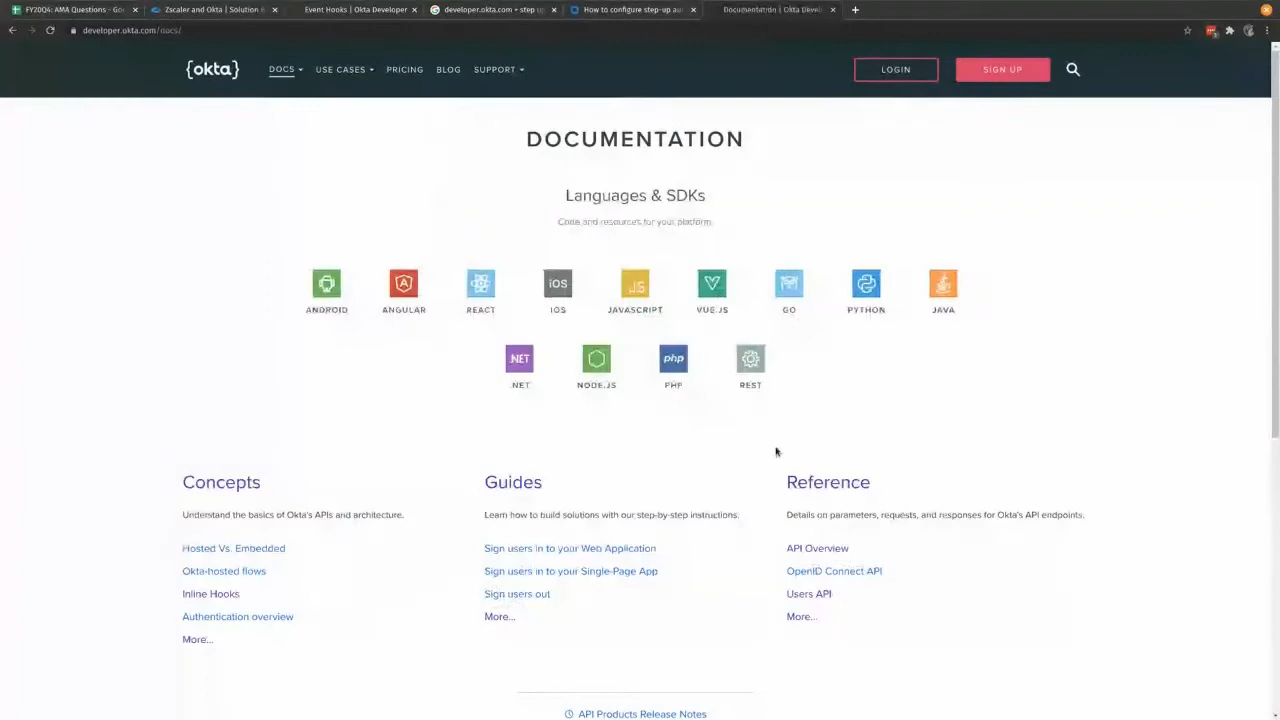 FY20Q4: AMA Questions - Go
Zscaler and Okta | Solution B
Event Hooks | Okta Developer
developer.okta.com + step up
How to configure step-up au
Documentation | Okta Devel
developer.okta.com/docs/
{okta}
DOCS
USE CASES
PRICING
BLOG
SUPPORT
LOGIN
SIGN UP
DOCUMENTATION
Languages & SDKs
Code and resources for your platform.
iOS
JS
ANDROID
ANGULAR
REACT
IOS
JAVASCRIPT
VUE.JS
GO
PYTHON
JAVA
.NET
php
.NET
NODE.JS
PHP
REST
Concepts
Understand the basics of Okta's APIs and architecture.
Hosted Vs. Embedded
Okta-hosted flows
Inline Hooks
Authentication overview
More...
Guides
Learn how to build solutions with our step-by-step instructions.
Sign users in to your Web Application
Sign users in to your Single-Page App
Sign users out
More...
Reference
Details on parameters, requests, and responses for Okta's API endpoints.
API Overview
OpenID Connect API
Users API
More...
API Products Release Notes